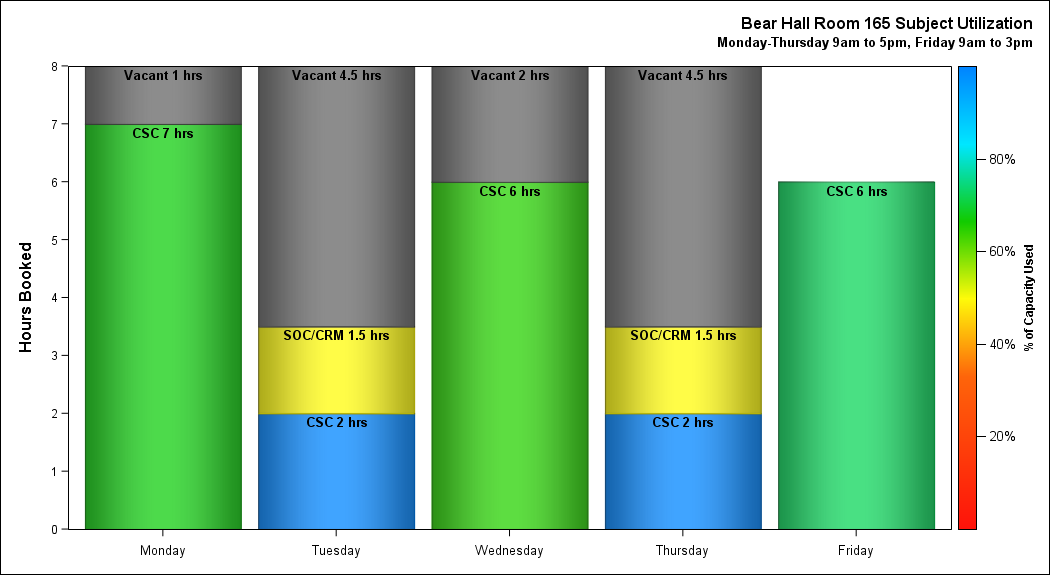 Bear Hall Room 165 Subject Utilization
Monday-Thursday 9am to 5pm, Friday 9am to 3pm
Hours Booked
8
7
6
5
4
3
2
1
0
Vacant 1 hrs
CSC 7 hrs
Vacant 4.5 hrs
SOC/CRM 1.5 hrs
CSC 2 hrs
Vacant 2 hrs
CSC 6 hrs
Vacant 4.5 hrs
SOC/CRM 1.5 hrs
CSC 2 hrs
CSC 6 hrs
Monday
Tuesday
Wednesday
Thursday
Friday
80%
60%
40%
20%
% of Capacity Used